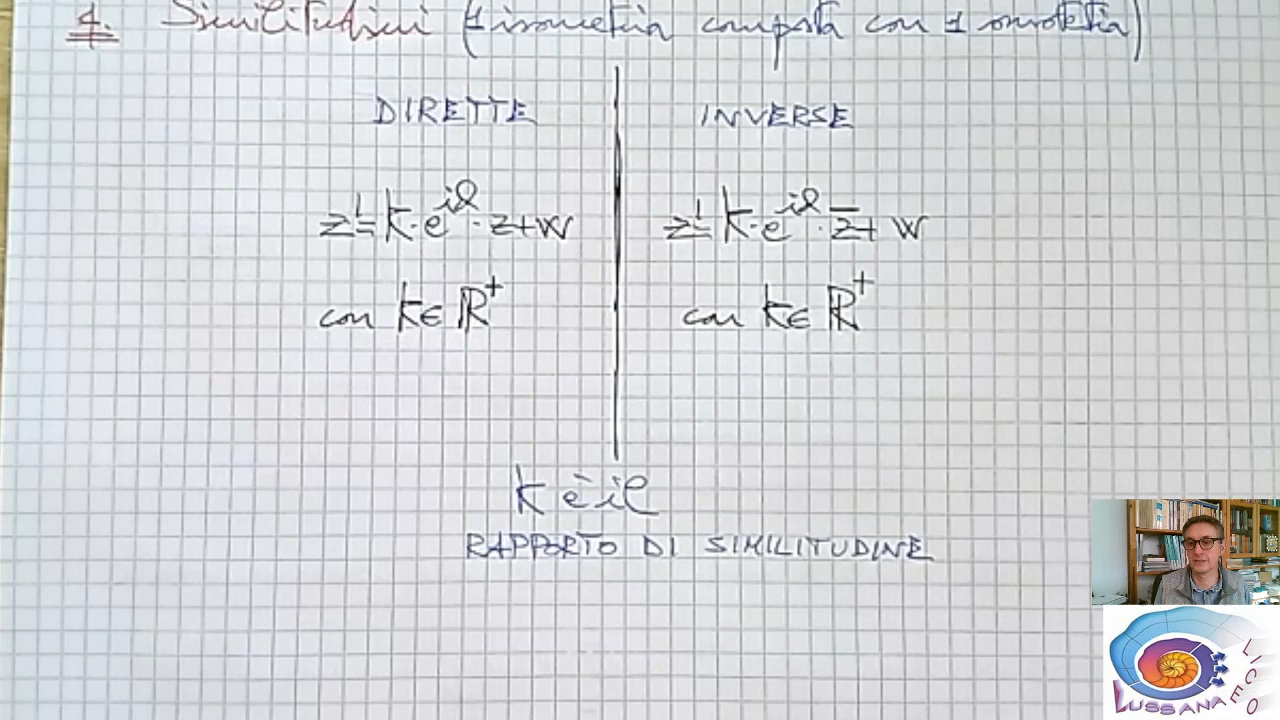 4. Similitudini (1 isometria composta con 1 omotetia)
DIRETTE
INVERSE
z'=k·e^{iϑ}·z+w
z'=k·e^{iϑ}·z̅+w
con k∈ℝ⁺
con k∈ℝ⁺
k è il
RAPPORTO DI SIMILITUDINE
LUSSANA
LICEO